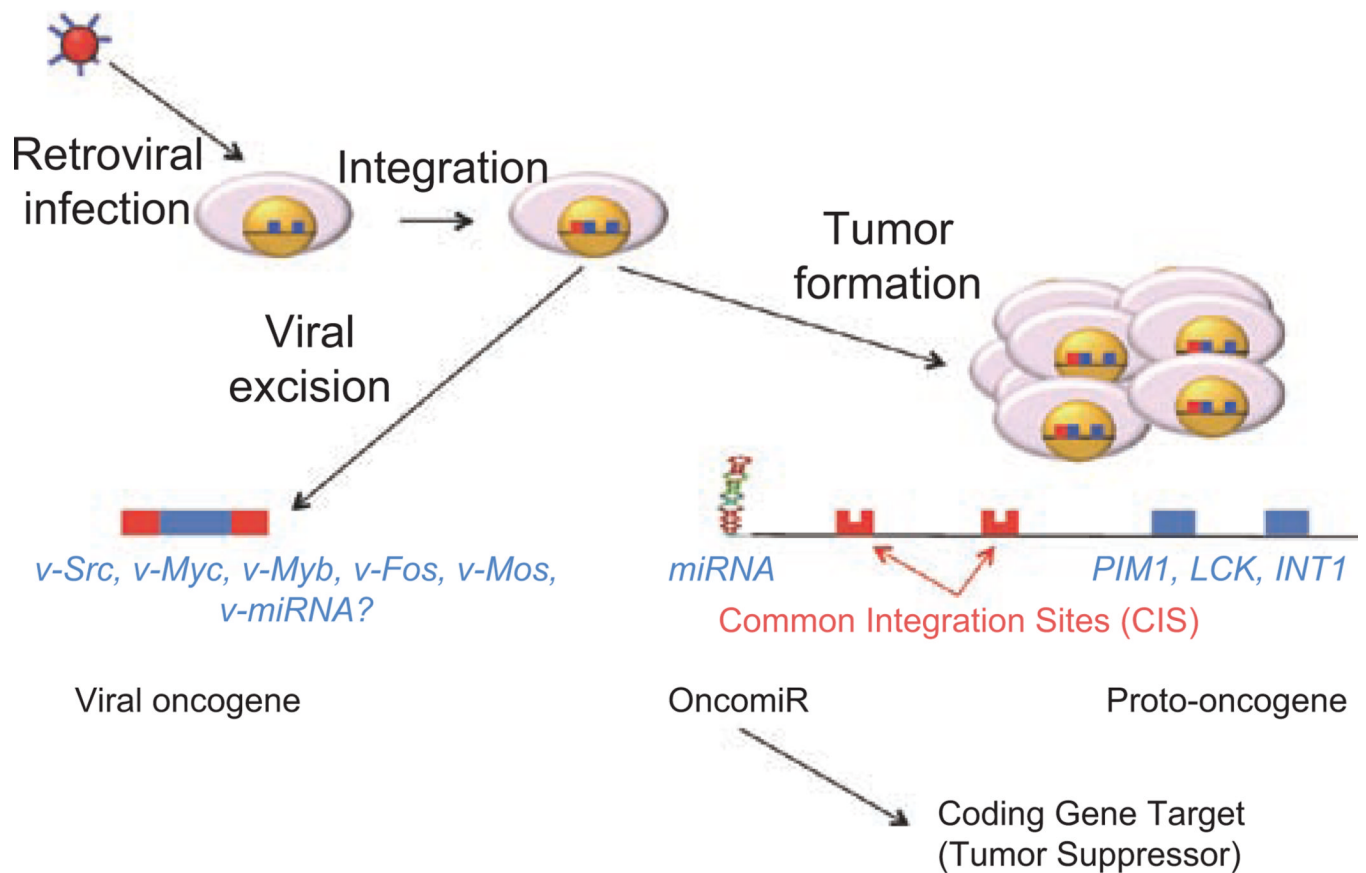 Retroviral
infection
Integration
Tumor
formation
Viral
excision
v-Src, v-Myc, v-Myb, v-Fos, v-Mos,
v-miRNA?
miRNA
PIM1, LCK, INT1
Common Integration Sites (CIS)
Viral oncogene
OncomiR
Proto-oncogene
Coding Gene Target
(Tumor Suppressor)